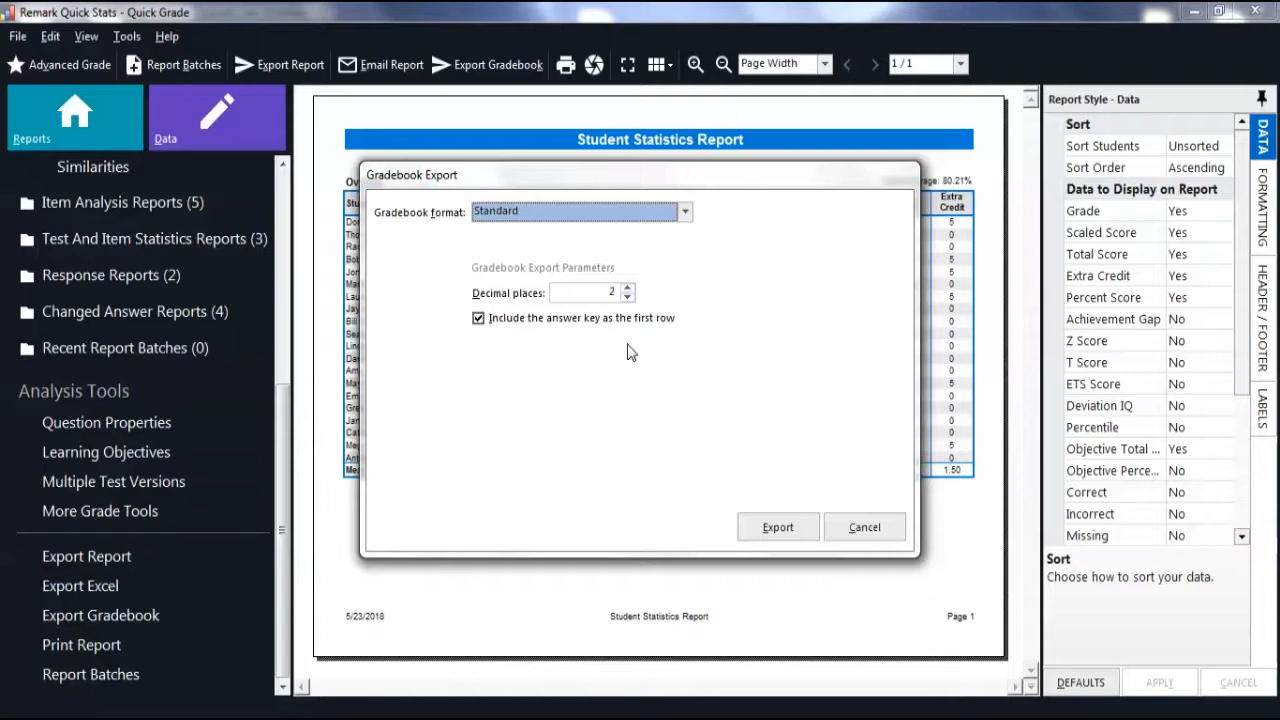 Remark Quick Stats - Quick Grade
File Edit View Tools Help
Advanced Grade Report Batches Export Report Email Report Export Gradebook Page Width 1 / 1
Reports Data
Similarities
Item Analysis Reports (5)
Test And Item Statistics Reports (3)
Response Reports (2)
Changed Answer Reports (4)
Recent Report Batches (0)
Analysis Tools
Question Properties
Learning Objectives
Multiple Test Versions
More Grade Tools
Export Report
Export Excel
Export Gradebook
Print Report
Report Batches
Student Statistics Report
80.21%
Extra
Credit
5
0
0
5
5
0
5
0
0
0
0
0
0
5
0
0
0
0
5
0
1.50
Gradebook Export
Gradebook format: Standard
Gradebook Export Parameters
Decimal places: 2
Include the answer key as the first row
Export Cancel
5/23/2018 Student Statistics Report Page 1
Report Style - Data
Sort
Sort Students Unsorted
Sort Order Ascending
Data to Display on Report
Grade Yes
Scaled Score Yes
Total Score Yes
Extra Credit Yes
Percent Score Yes
Achievement Gap No
Z Score No
T Score No
ETS Score No
Deviation IQ No
Percentile No
Objective Total ... Yes
Objective Perce... No
Correct No
Incorrect No
Missing No
Sort
Choose how to sort your data.
DEFAULTS APPLY CANCEL
DATA
FORMATTING
HEADER / FOOTER
LABELS